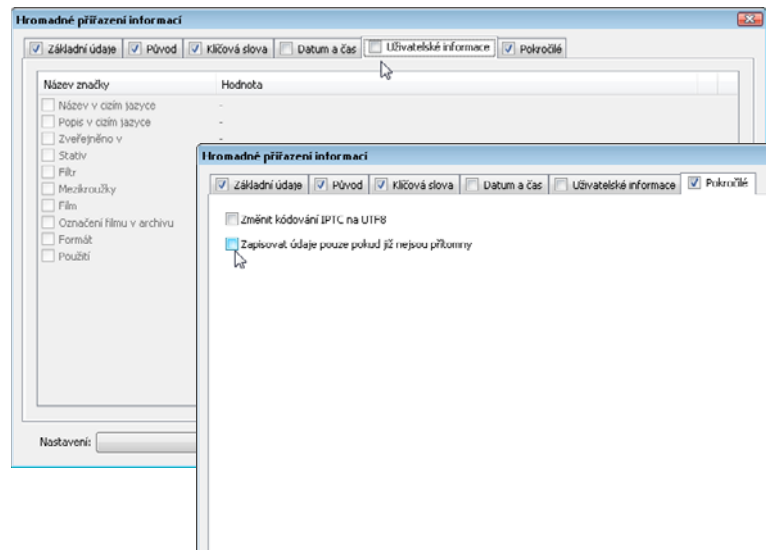 Hromadné přiřazení informací
Základní údaje Původ Klíčová slova Datum a čas Uživatelské informace Pokročilé
Název značky Hodnota
Název v cizím jazyce -
Popis v cizím jazyce -
Zveřejněno v -
Stativ
Filtr
Mezikroužky
Film
Označení filmu v archivu
Formát
Použití
Nastavení:
Hromadné přiřazení informací
Základní údaje Původ Klíčová slova Datum a čas Uživatelské informace Pokročilé
Změnit kódování IPTC na UTF8
Zapisovat údaje pouze pokud již nejsou přítomny